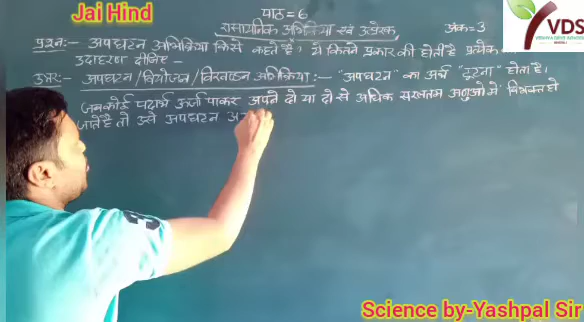 Jai Hind
पाठ = 6
रासायनिक अभिक्रिया एवं उत्प्रेरक
अंक = 3
VDS
प्रश्न:- अपघटन अभिक्रिया किसे कहते है? ये कितने प्रकार की होती है प्रत्येक
उदाहरण दीजिए -
उत्तर:- अपघटन / वियोजन / विखण्डन अभिक्रिया :- "अपघटन" का अर्थ "टूटना" होता है।
जब कोई पदार्थ ऊर्जा पाकर अपने दो या दो से अधिक सरलतम अणुओ में विभक्त हो
जाते है तो उसे अपघटन अ
Science by-Yashpal Sir